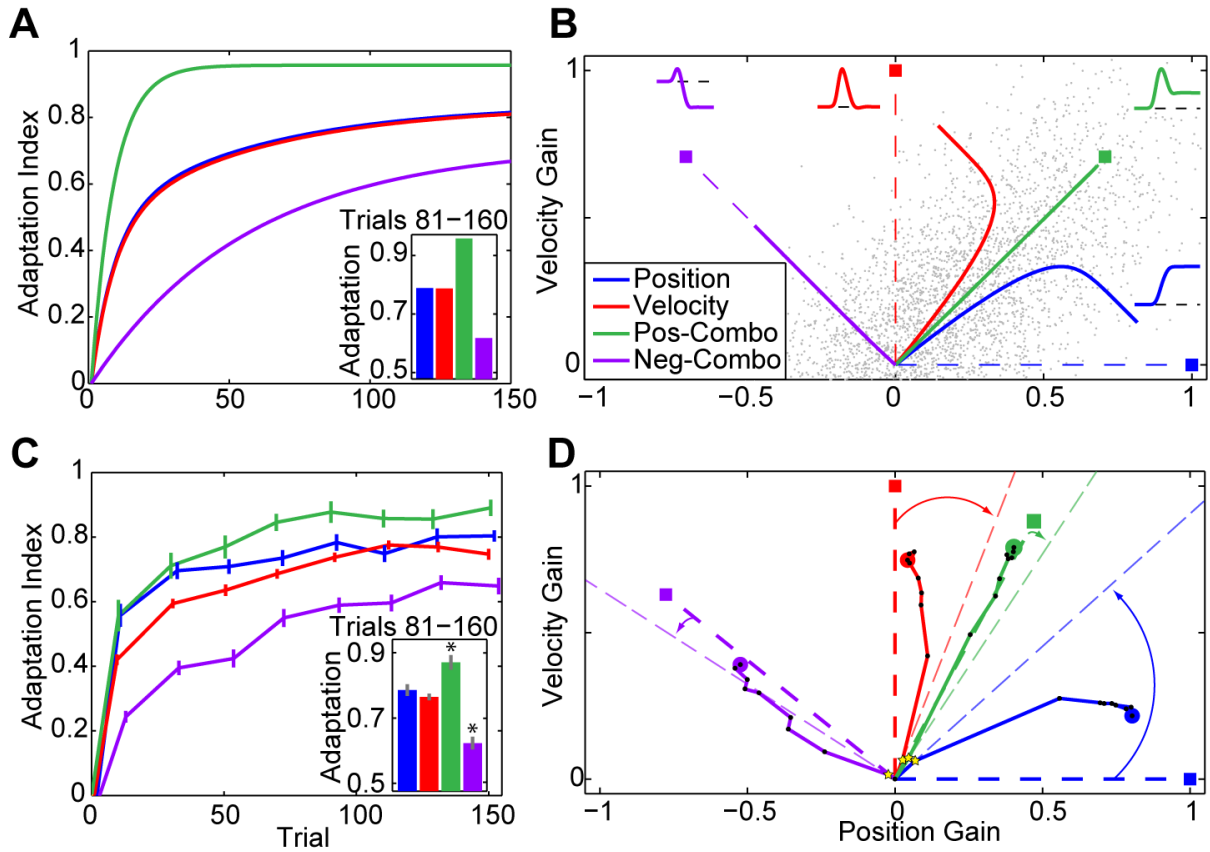 A
Adaptation Index
1
0.8
0.6
0.4
0.2
0
0
50
100
150
Trials 81−160
Adaptation
0.9
0.7
0.5
B
Velocity Gain
1
0
−1
−0.5
0
0.5
1
Position
Velocity
Pos-Combo
Neg-Combo
C
Adaptation Index
1
0.8
0.6
0.4
0.2
0
0
50
100
150
Trial
Trials 81−160
Adaptation
0.9
0.7
0.5
*
*
D
Velocity Gain
1
0
−1
−0.5
0
0.5
1
Position Gain